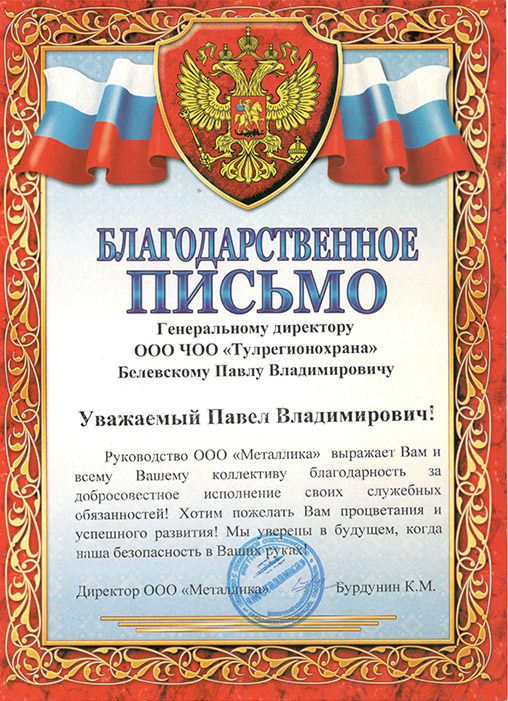 БЛАГОДАРСТВЕННОЕ
ПИСЬМО
Генеральному директору
ООО ЧОО «Тулрегионохрана»
Белевскому Павлу Владимировичу
Уважаемый Павел Владимирович!
Руководство ООО «Металлика» выражает Вам и
всему Вашему коллективу благодарность за
добросовестное исполнение своих служебных
обязанностей! Хотим пожелать Вам процветания и
успешного развития! Мы уверены в будущем, когда
наша безопасность в Ваших руках!
Директор ООО «Металлика» Бурдунин К.М.
«Металлика»